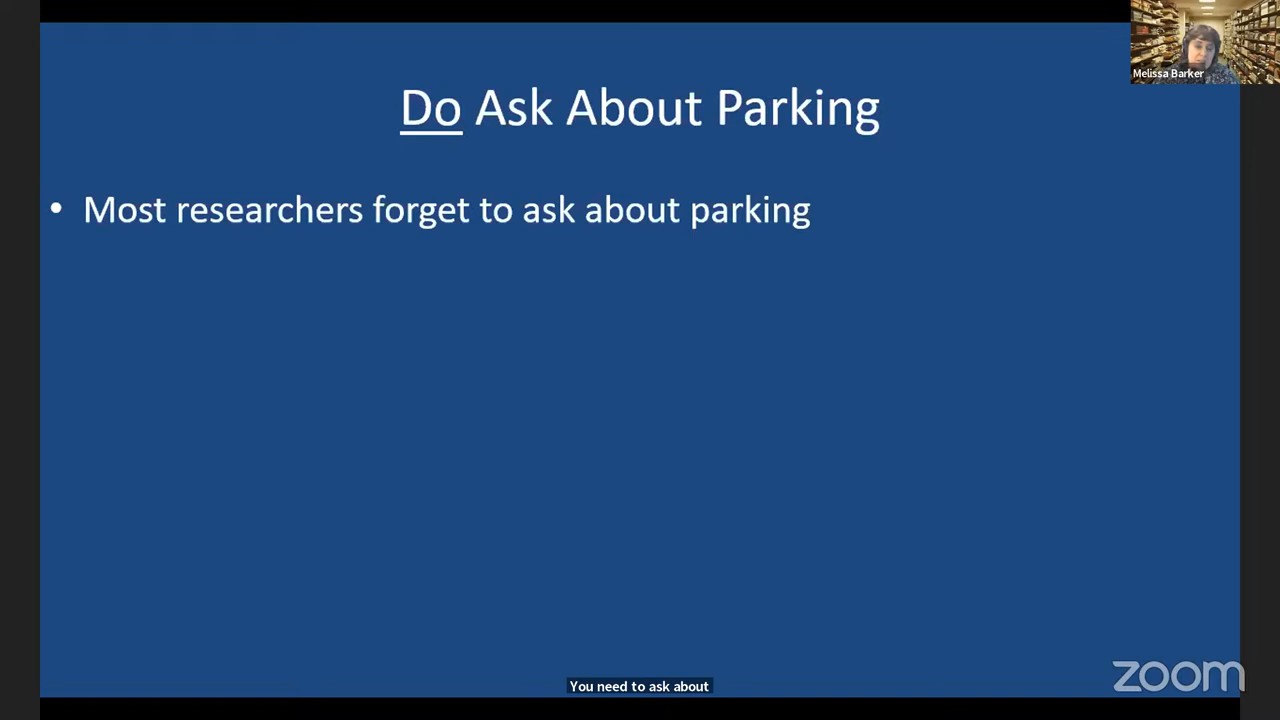 Melissa Barker
Do Ask About Parking
• Most researchers forget to ask about parking
You need to ask about
zoom